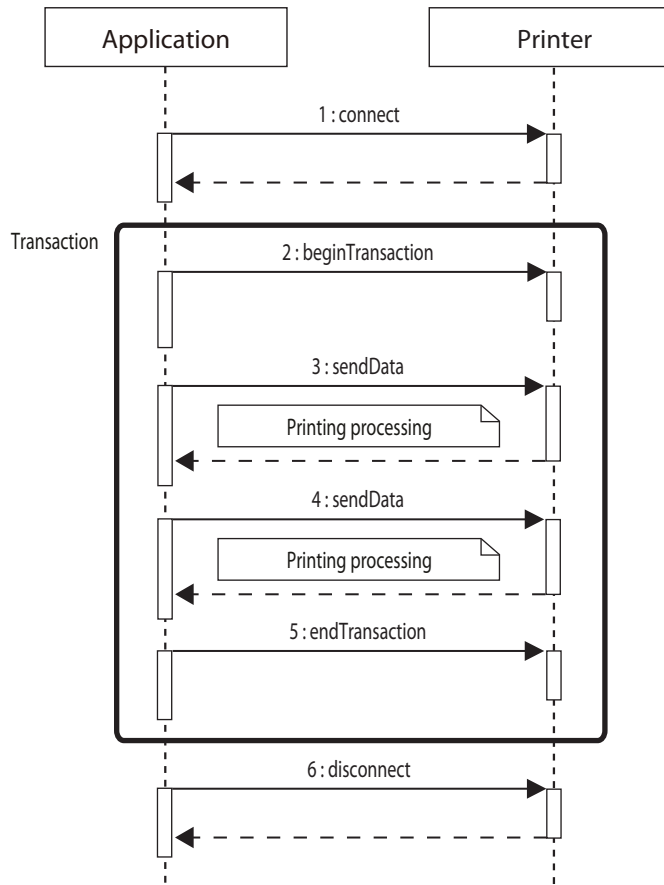 Application
Printer
1 : connect
Transaction
2 : beginTransaction
3 : sendData
Printing processing
4 : sendData
Printing processing
5 : endTransaction
6 : disconnect